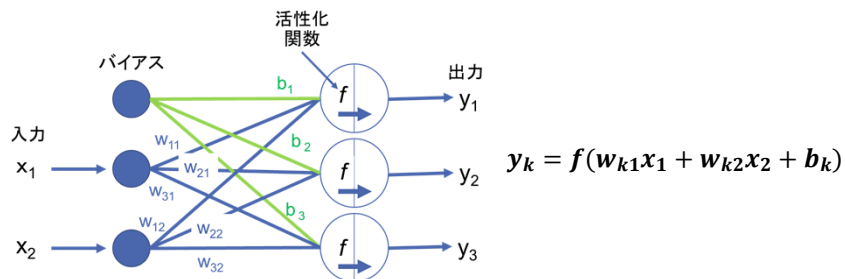 活性化
関数
バイアス
出力
b₁
f
y₁
入力
w₁₁
b₂
x₁
w₂₁
f
y₂
w₃₁
b₃
w₁₂
w₂₂
x₂
f
y₃
w₃₂
yₖ = f(wₖ₁x₁ + wₖ₂x₂ + bₖ)